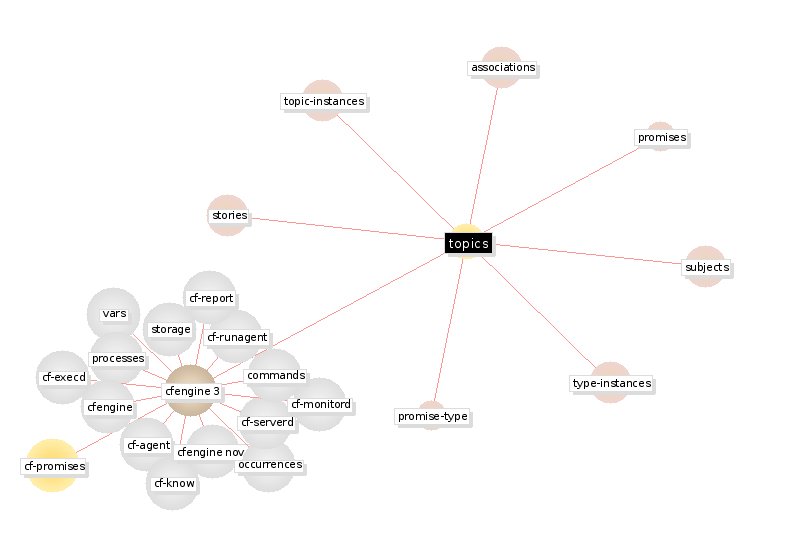 associations
topic-instances
promises
stories
topics
subjects
cf-report
vars
storage
cf-runagent
processes
cf-execd
commands
type-instances
cfengine 3
cfengine
cf-monitord
promise-type
cf-serverd
cf-agent
cfengine nov
cf-promises
occurrences
cf-know